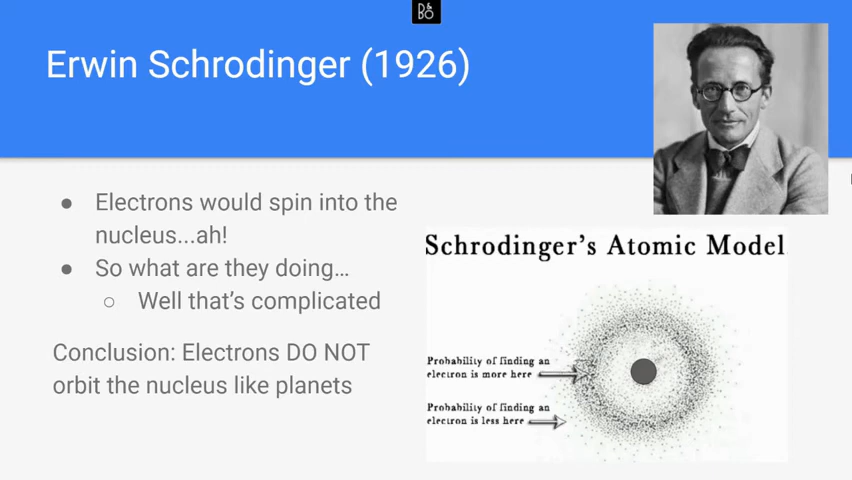 B&O
Erwin Schrodinger (1926)
● Electrons would spin into the
nucleus...ah!
● So what are they doing...
○ Well that's complicated
Conclusion: Electrons DO NOT
orbit the nucleus like planets
Schrodinger's Atomic Model
Probability of finding an
electron is more here
Probability of finding an
electron is less here